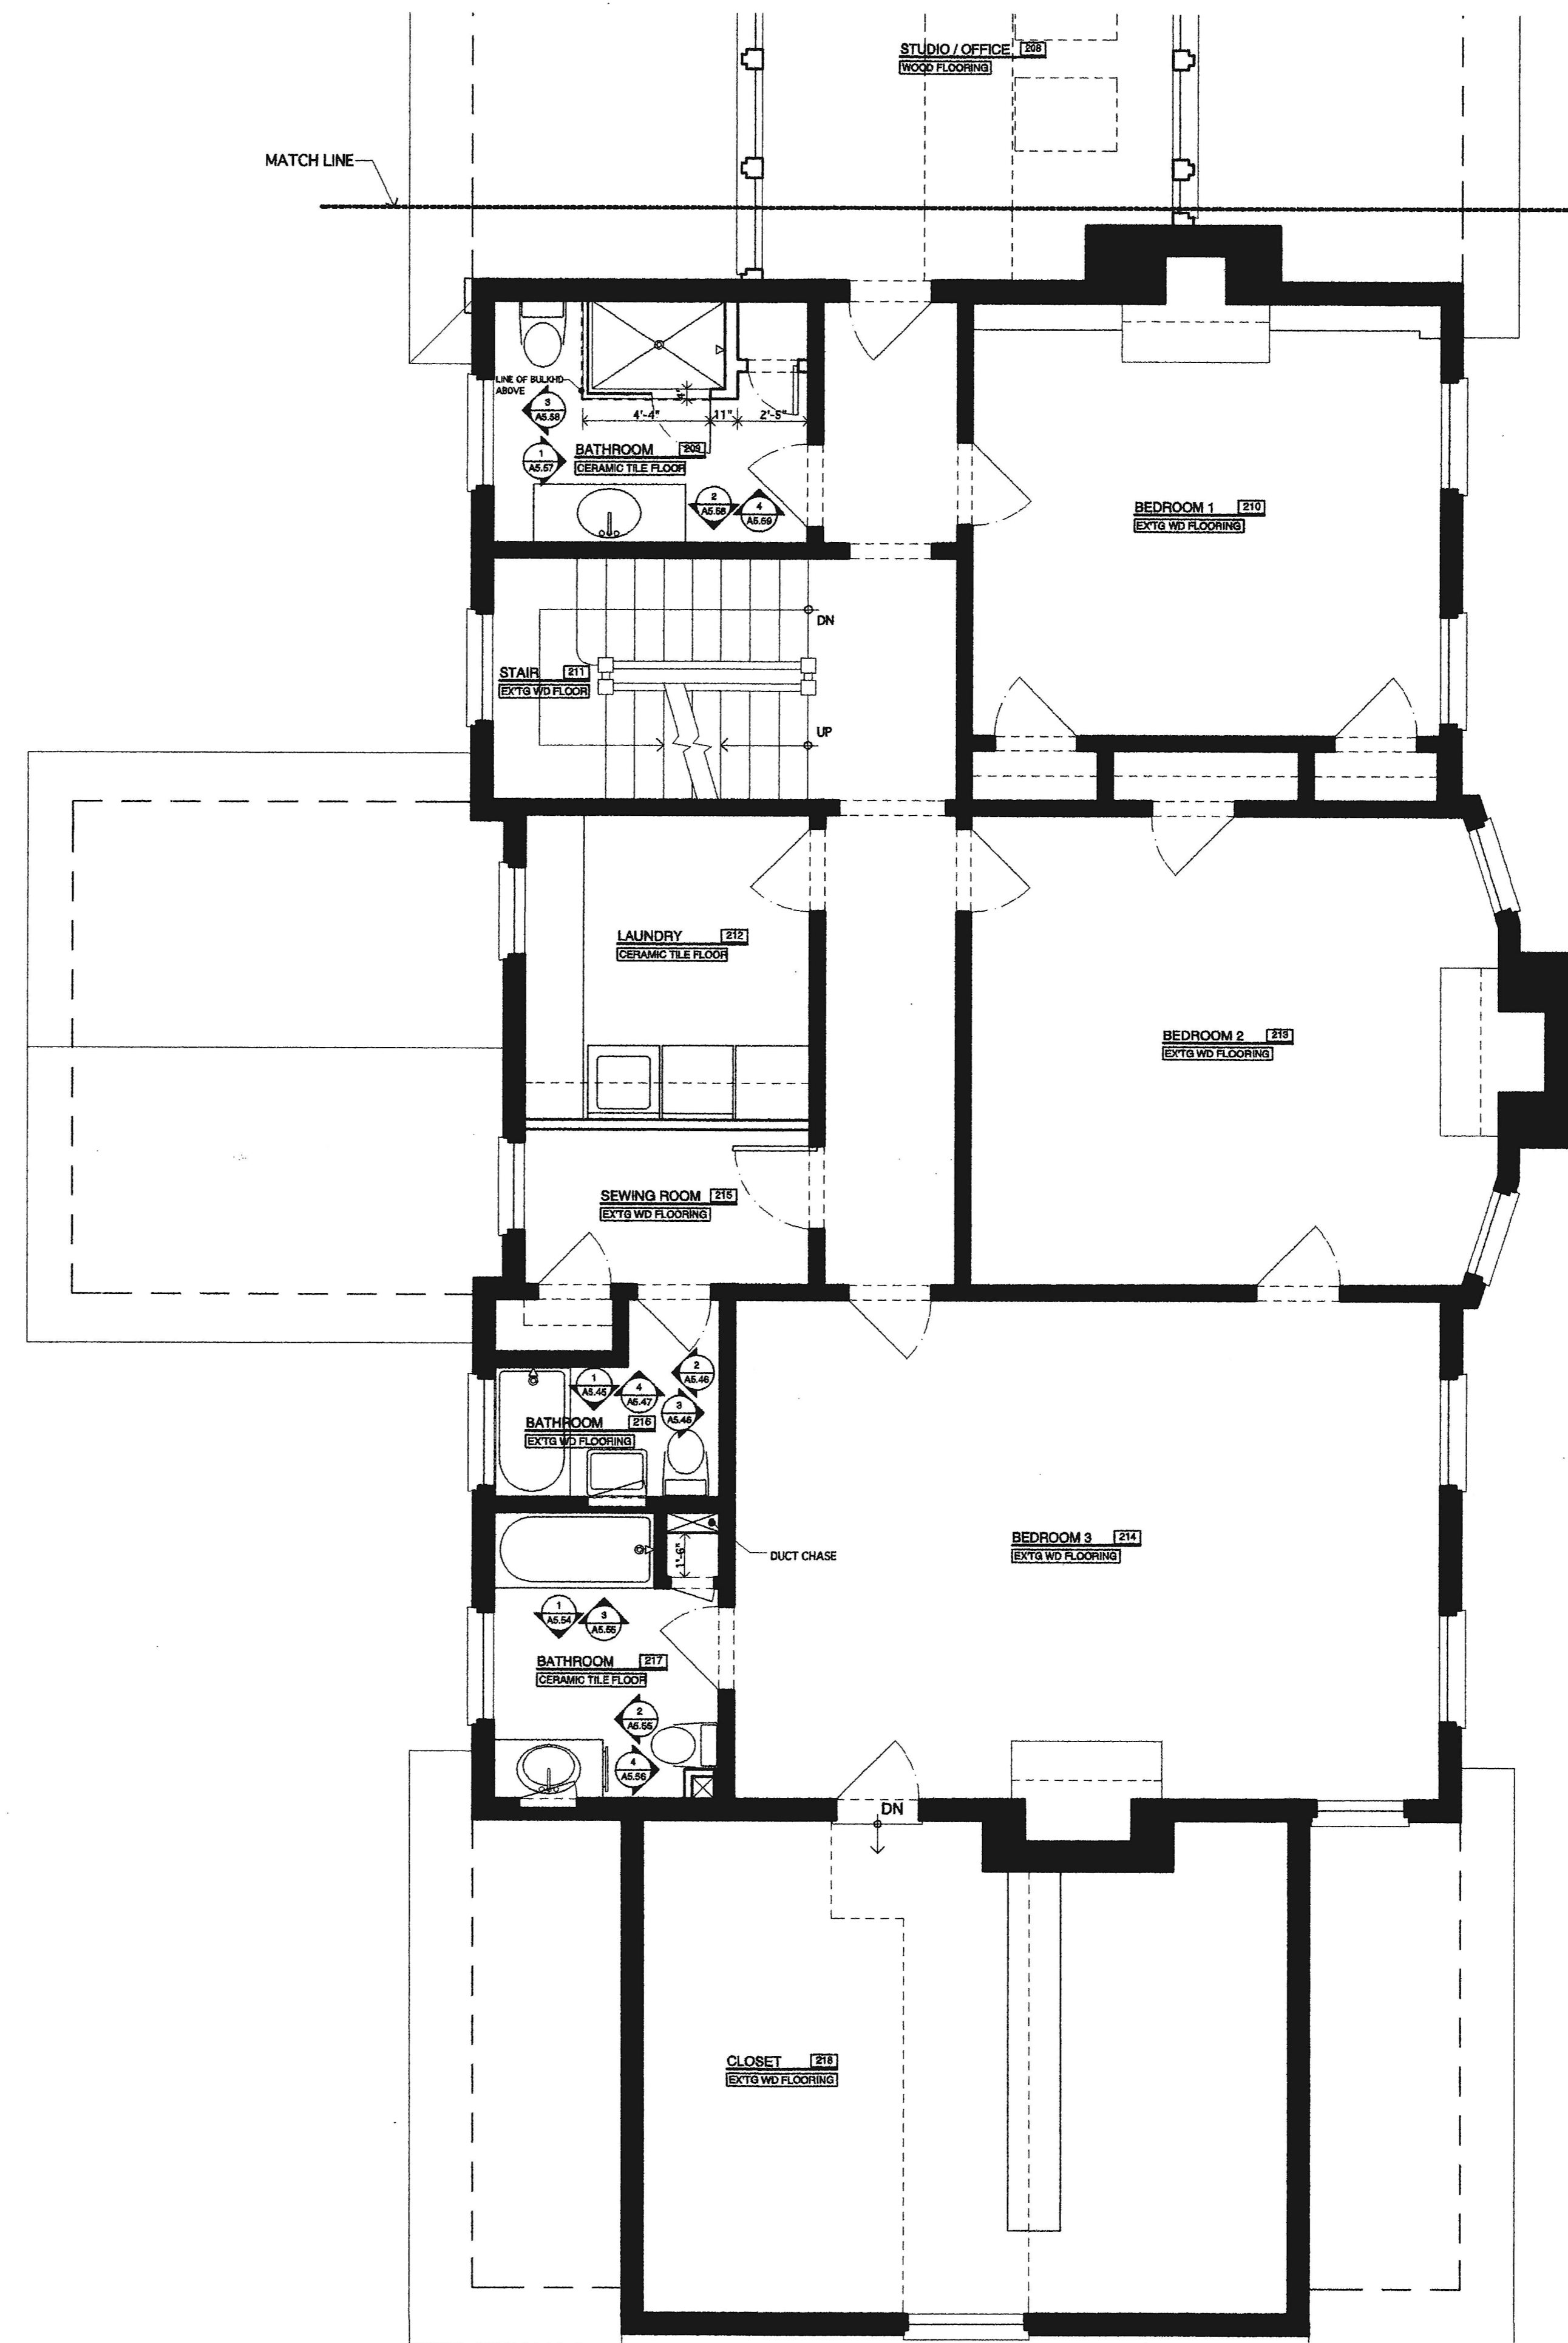 STUDIO / OFFICE 208
WOOD FLOORING
MATCH LINE
LINE OF BULKHD
ABOVE
4"
4'-4" 11" 2'-5"
3
A5.58
1
A5.57
BATHROOM 209
CERAMIC TILE FLOOR
2
A5.58
4
A5.59
BEDROOM 1 210
EX'TG WD FLOORING
DN
STAIR 211
EX'TG WD FLOOR
UP
LAUNDRY 212
CERAMIC TILE FLOOR
BEDROOM 2 213
EX'TG WD FLOORING
SEWING ROOM 215
EX'TG WD FLOORING
1
A5.45
4
A5.47
2
A5.46
3
A5.46
BATHROOM 216
EX'TG WD FLOORING
1'-6"
DUCT CHASE
BEDROOM 3 214
EX'TG WD FLOORING
1
A5.54
3
A5.55
BATHROOM 217
CERAMIC TILE FLOOR
2
A5.55
4
A5.56
DN
CLOSET 218
EX'TG WD FLOORING